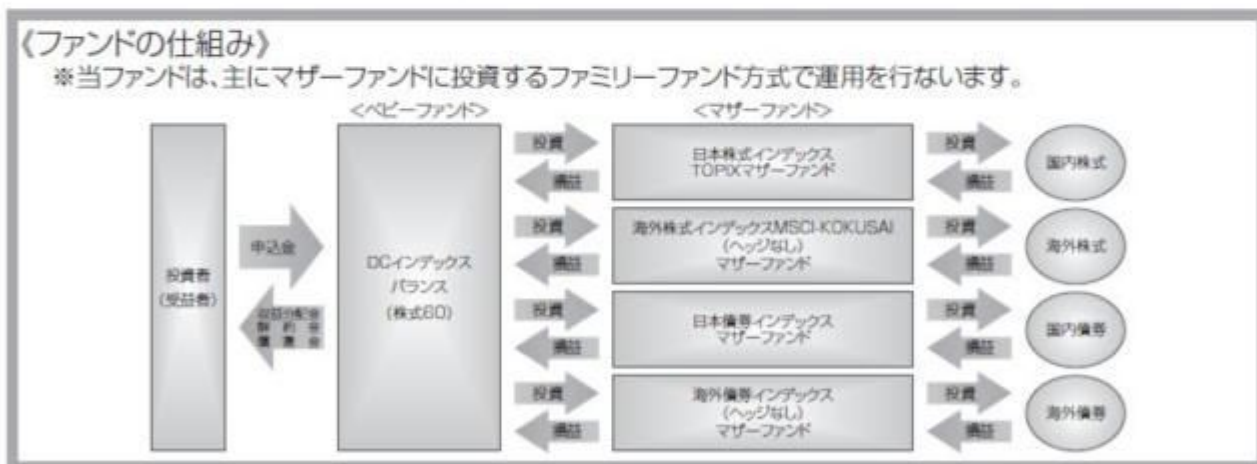 《ファンドの仕組み》
※当ファンドは、主にマザーファンドに投資するファミリーファンド方式で運用を行ないます。
<ベビーファンド>
<マザーファンド>
投資者
(受益者)
申込金
収益分配金
解約金
償還金
DCインデックス
バランス
(株式60)
投資
損益
日本株式インデックス
TOPIXマザーファンド
投資
損益
国内株式
投資
損益
海外株式インデックスMSCI-KOKUSAI
(ヘッジなし)
マザーファンド
投資
損益
海外株式
投資
損益
日本債券インデックス
マザーファンド
投資
損益
国内債券
投資
損益
海外債券インデックス
(ヘッジなし)
マザーファンド
投資
損益
海外債券